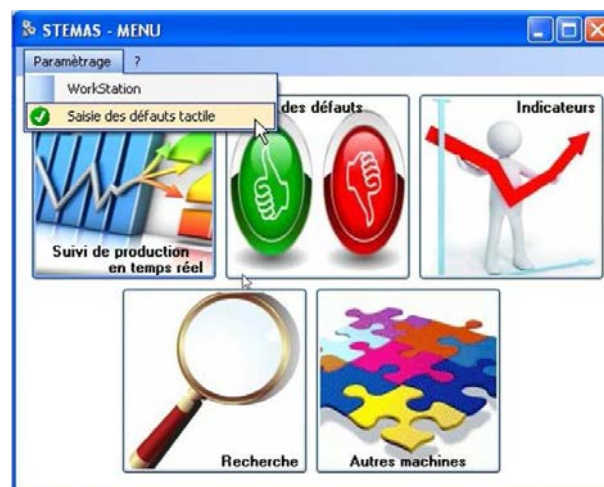 STEMAS - MENU
Paramètrage ?
WorkStation
Saisie des défauts tactile
des défauts
Indicateurs
Suivi de production
en temps réel
Recherche
Autres machines